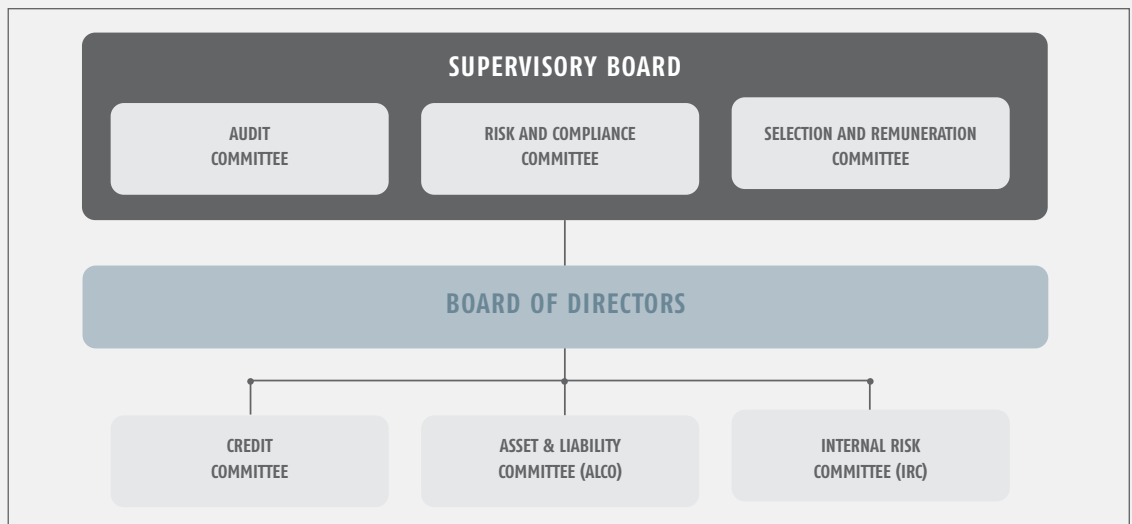 SUPERVISORY BOARD
AUDIT
COMMITTEE
RISK AND COMPLIANCE
COMMITTEE
SELECTION AND REMUNERATION
COMMITTEE
BOARD OF DIRECTORS
CREDIT
COMMITTEE
ASSET & LIABILITY
COMMITTEE (ALCO)
INTERNAL RISK
COMMITTEE (IRC)